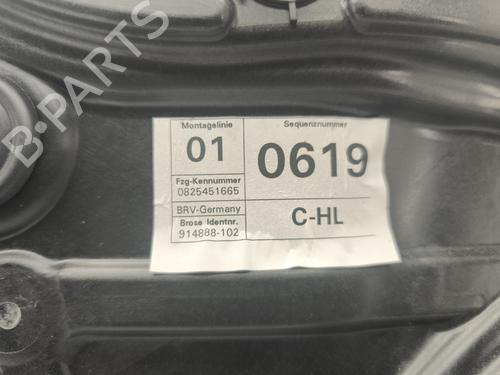 B-PARTS
Montagelinie
Sequenznummer
01
0619
Fzg-Kennummer
0825451665
BRV-Germany
C-HL
Brose Identnr.
914888-102